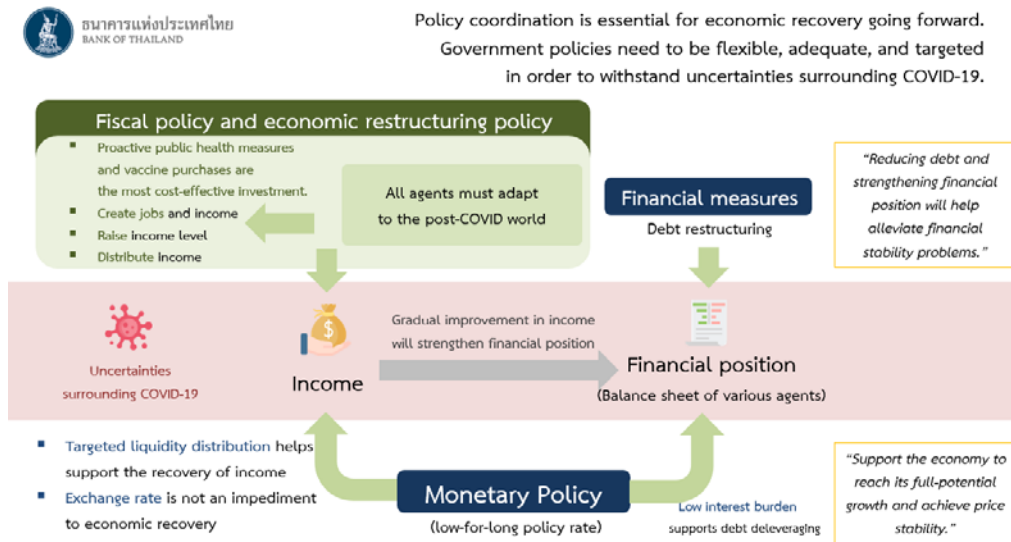 ธนาคารแห่งประเทศไทย
BANK OF THAILAND
Policy coordination is essential for economic recovery going forward.
Government policies need to be flexible, adequate, and targeted
in order to withstand uncertainties surrounding COVID-19.
Fiscal policy and economic restructuring policy
▪ Proactive public health measures
and vaccine purchases are
the most cost-effective investment.
▪ Create jobs and income
▪ Raise income level
▪ Distribute income
All agents must adapt
to the post-COVID world
Financial measures
Debt restructuring
“Reducing debt and
strengthening financial
position will help
alleviate financial
stability problems.”
Uncertainties
surrounding COVID-19
$
Income
Gradual improvement in income
will strengthen financial position
Financial position
(Balance sheet of various agents)
▪ Targeted liquidity distribution helps
support the recovery of income
▪ Exchange rate is not an impediment
to economic recovery
Monetary Policy
(low-for-long policy rate)
Low interest burden
supports debt deleveraging
“Support the economy to
reach its full-potential
growth and achieve price
stability.”